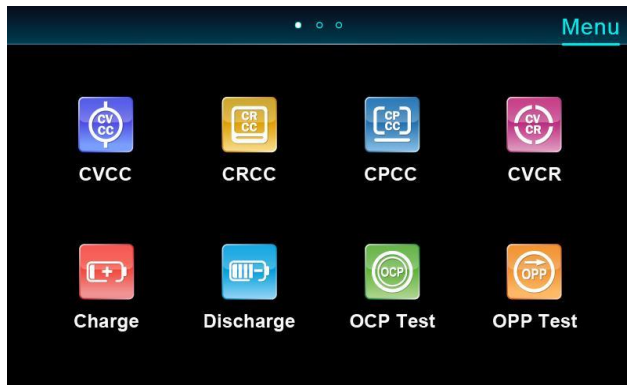 Menu
CV CC CR CC CP CC CV CR
CVCC CRCC CPCC CVCR
OCP OPP
Charge Discharge OCP Test OPP Test